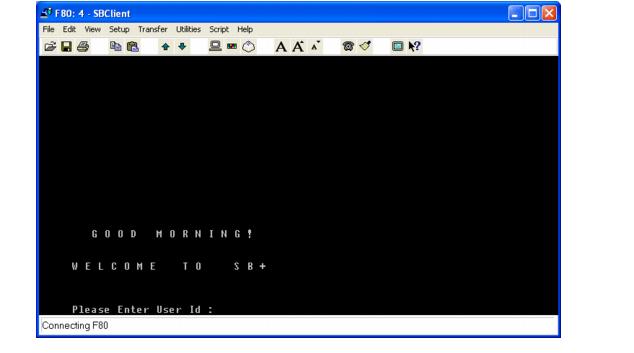 F80: 4 - SBClient
File Edit View Setup Transfer Utilities Script Help
A A A
G O O D   M O R N I N G !
W E L C O M E   T O   S B +
Please Enter User Id :
Connecting F80